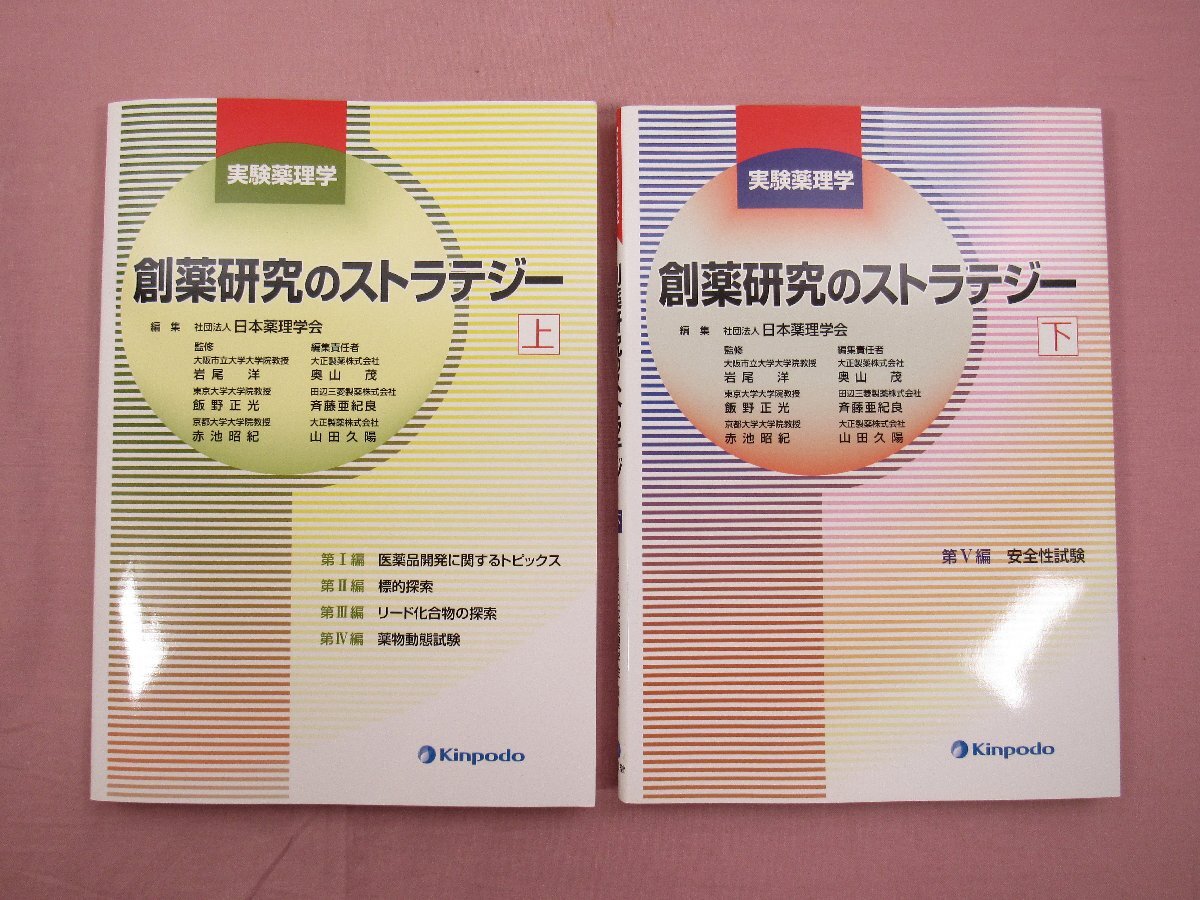 実験薬理学
創薬研究のストラテジー
上
編集 社団法人 日本薬理学会
監修 編集責任者
大阪市立大学大学院教授 大正製薬株式会社
岩尾 洋 奥山 茂
東京大学大学院教授 田辺三菱製薬株式会社
飯野正光 斉藤亜紀良
京都大学大学院教授 大正製薬株式会社
赤池昭紀 山田久陽
第Ⅰ編 医薬品開発に関するトピックス
第Ⅱ編 標的探索
第Ⅲ編 リード化合物の探索
第Ⅳ編 薬物動態試験
Kinpodo
実験薬理学
創薬研究のストラテジー
下
編集 社団法人 日本薬理学会
監修 編集責任者
大阪市立大学大学院教授 大正製薬株式会社
岩尾 洋 奥山 茂
東京大学大学院教授 田辺三菱製薬株式会社
飯野正光 斉藤亜紀良
京都大学大学院教授 大正製薬株式会社
赤池昭紀 山田久陽
第Ⅴ編 安全性試験
Kinpodo